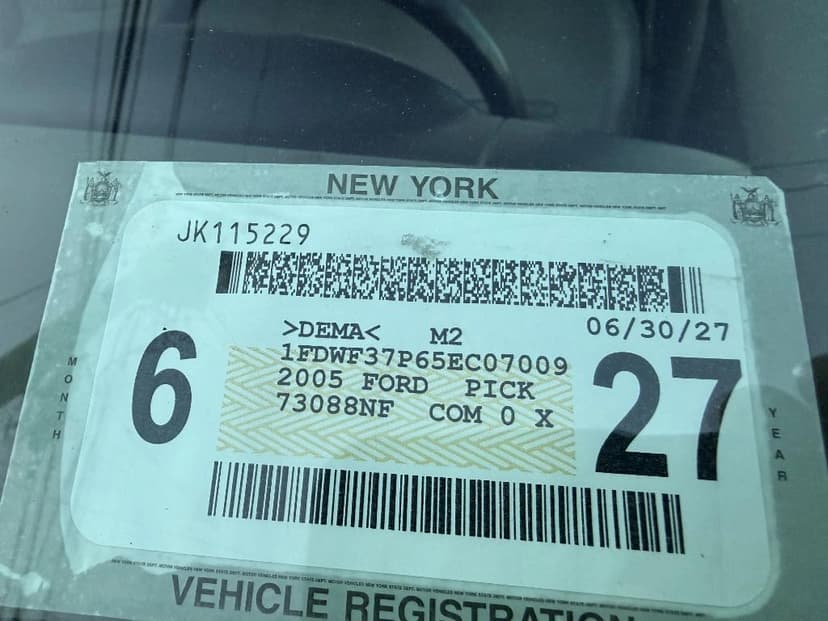 NEW YORK
JK115229
>DEMA< M2 06/30/27
1FDWF37P65EC07009
2005 FORD PICK
73088NF COM 0 X
6
27
MONTH
YEAR
VEHICLE REGISTRATION